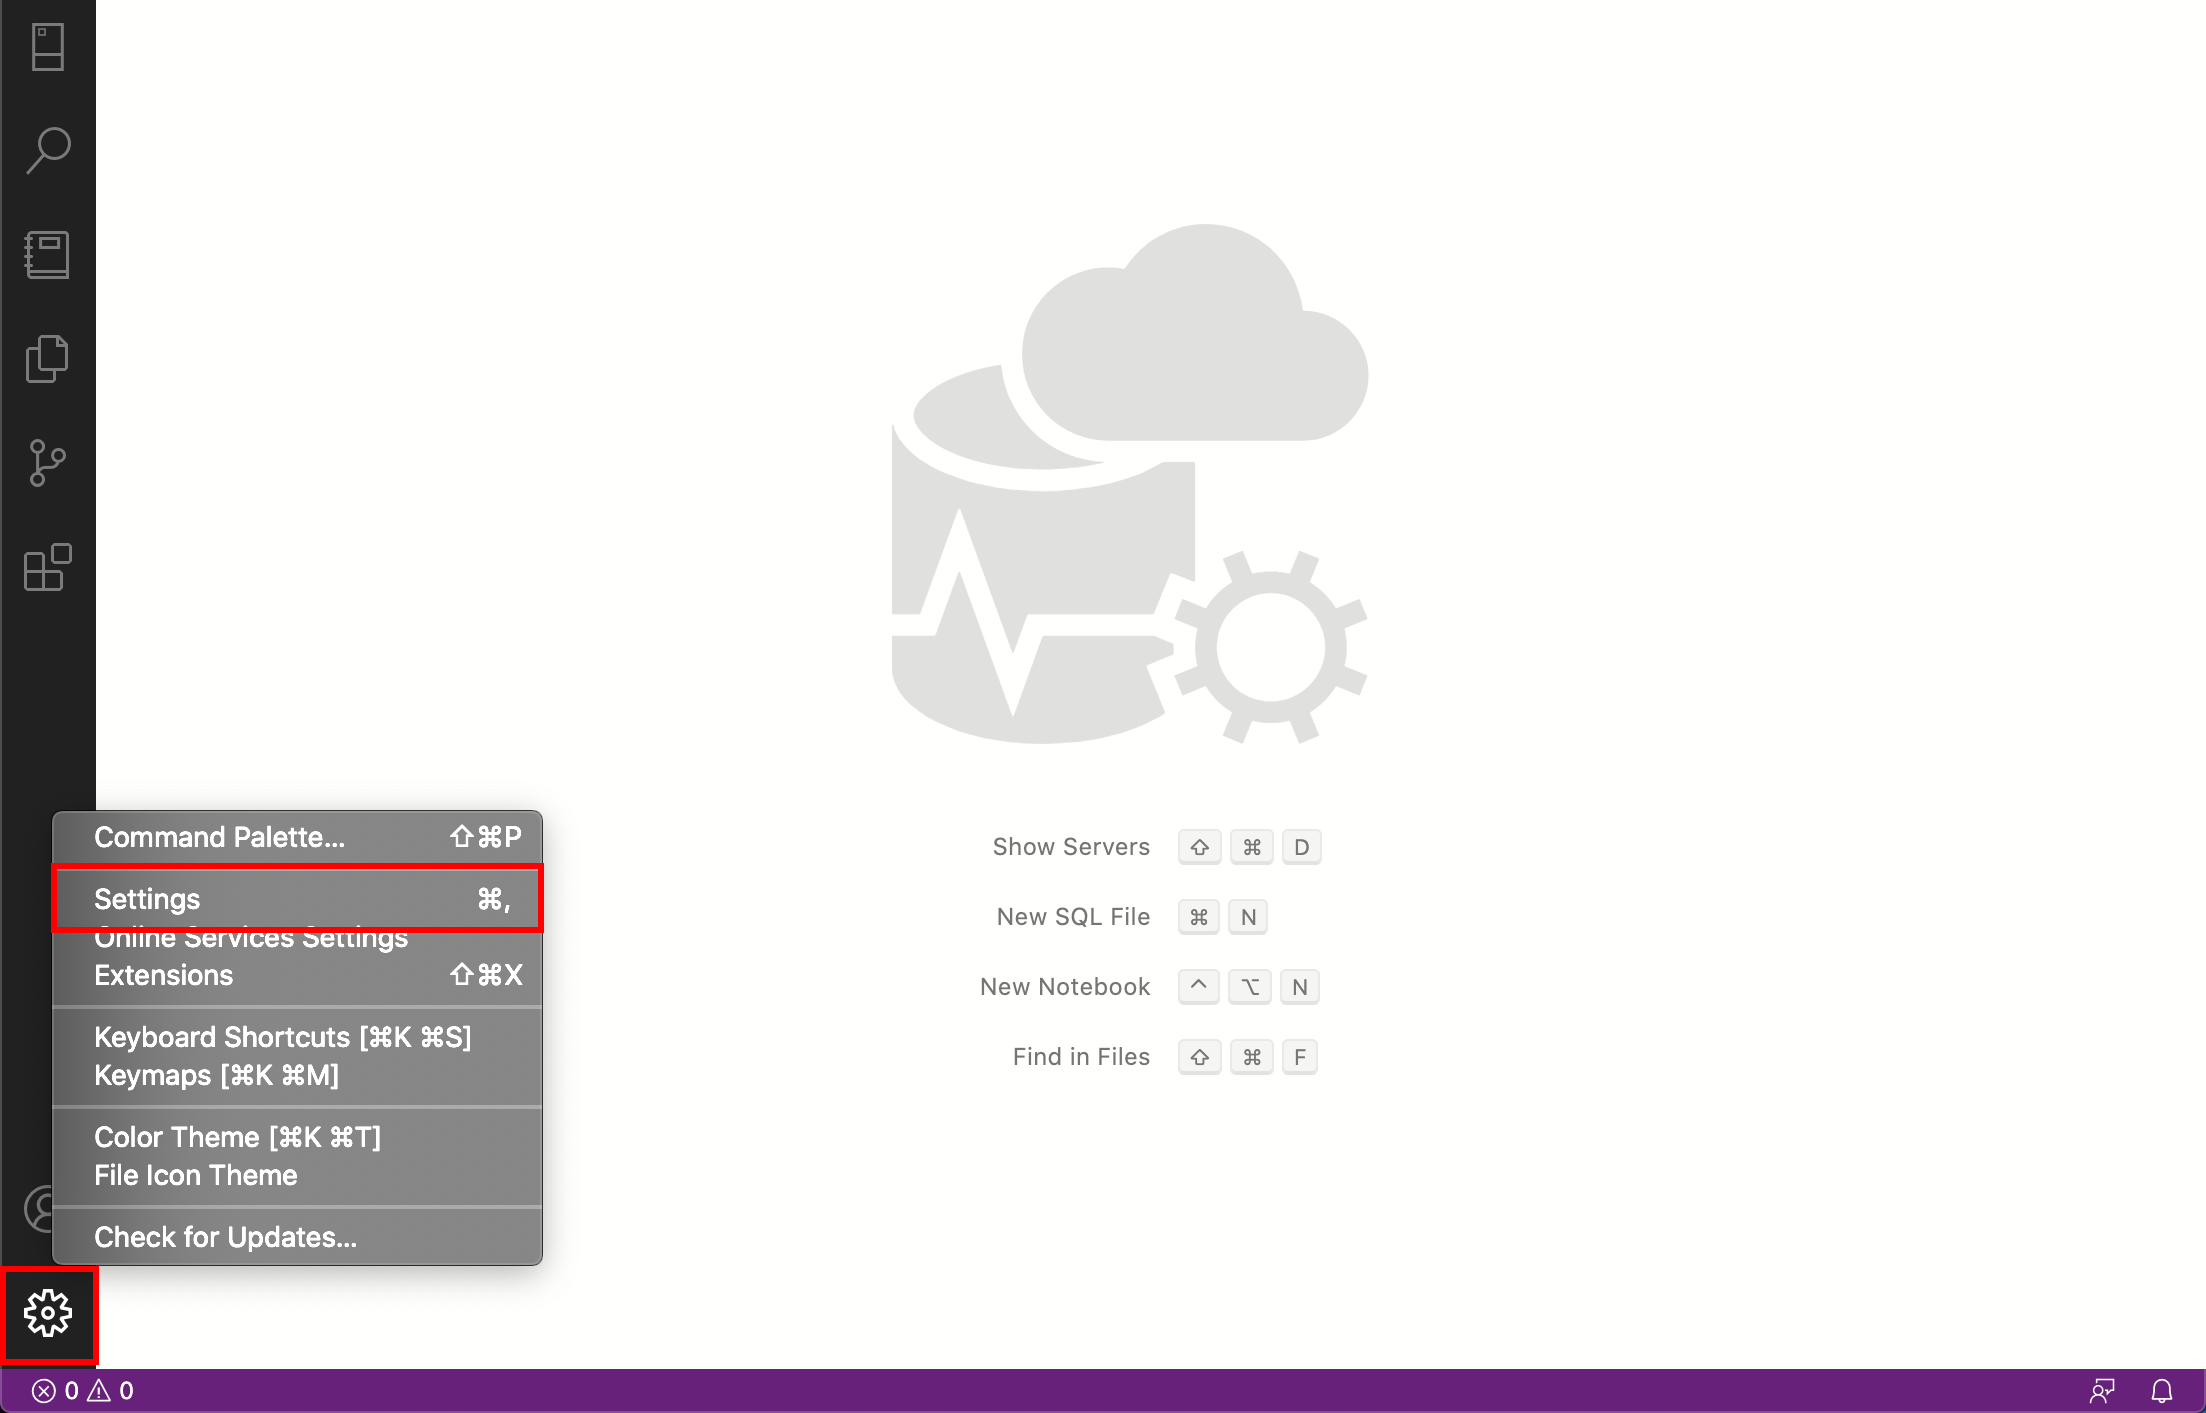 Command Palette... ⇧⌘P
Settings ⌘,
Online Services Settings
Extensions ⇧⌘X
Keyboard Shortcuts [⌘K ⌘S]
Keymaps [⌘K ⌘M]
Color Theme [⌘K ⌘T]
File Icon Theme
Check for Updates...
Show Servers ⇧ ⌘ D
New SQL File ⌘ N
New Notebook ^ ⌥ N
Find in Files ⇧ ⌘ F
0 0